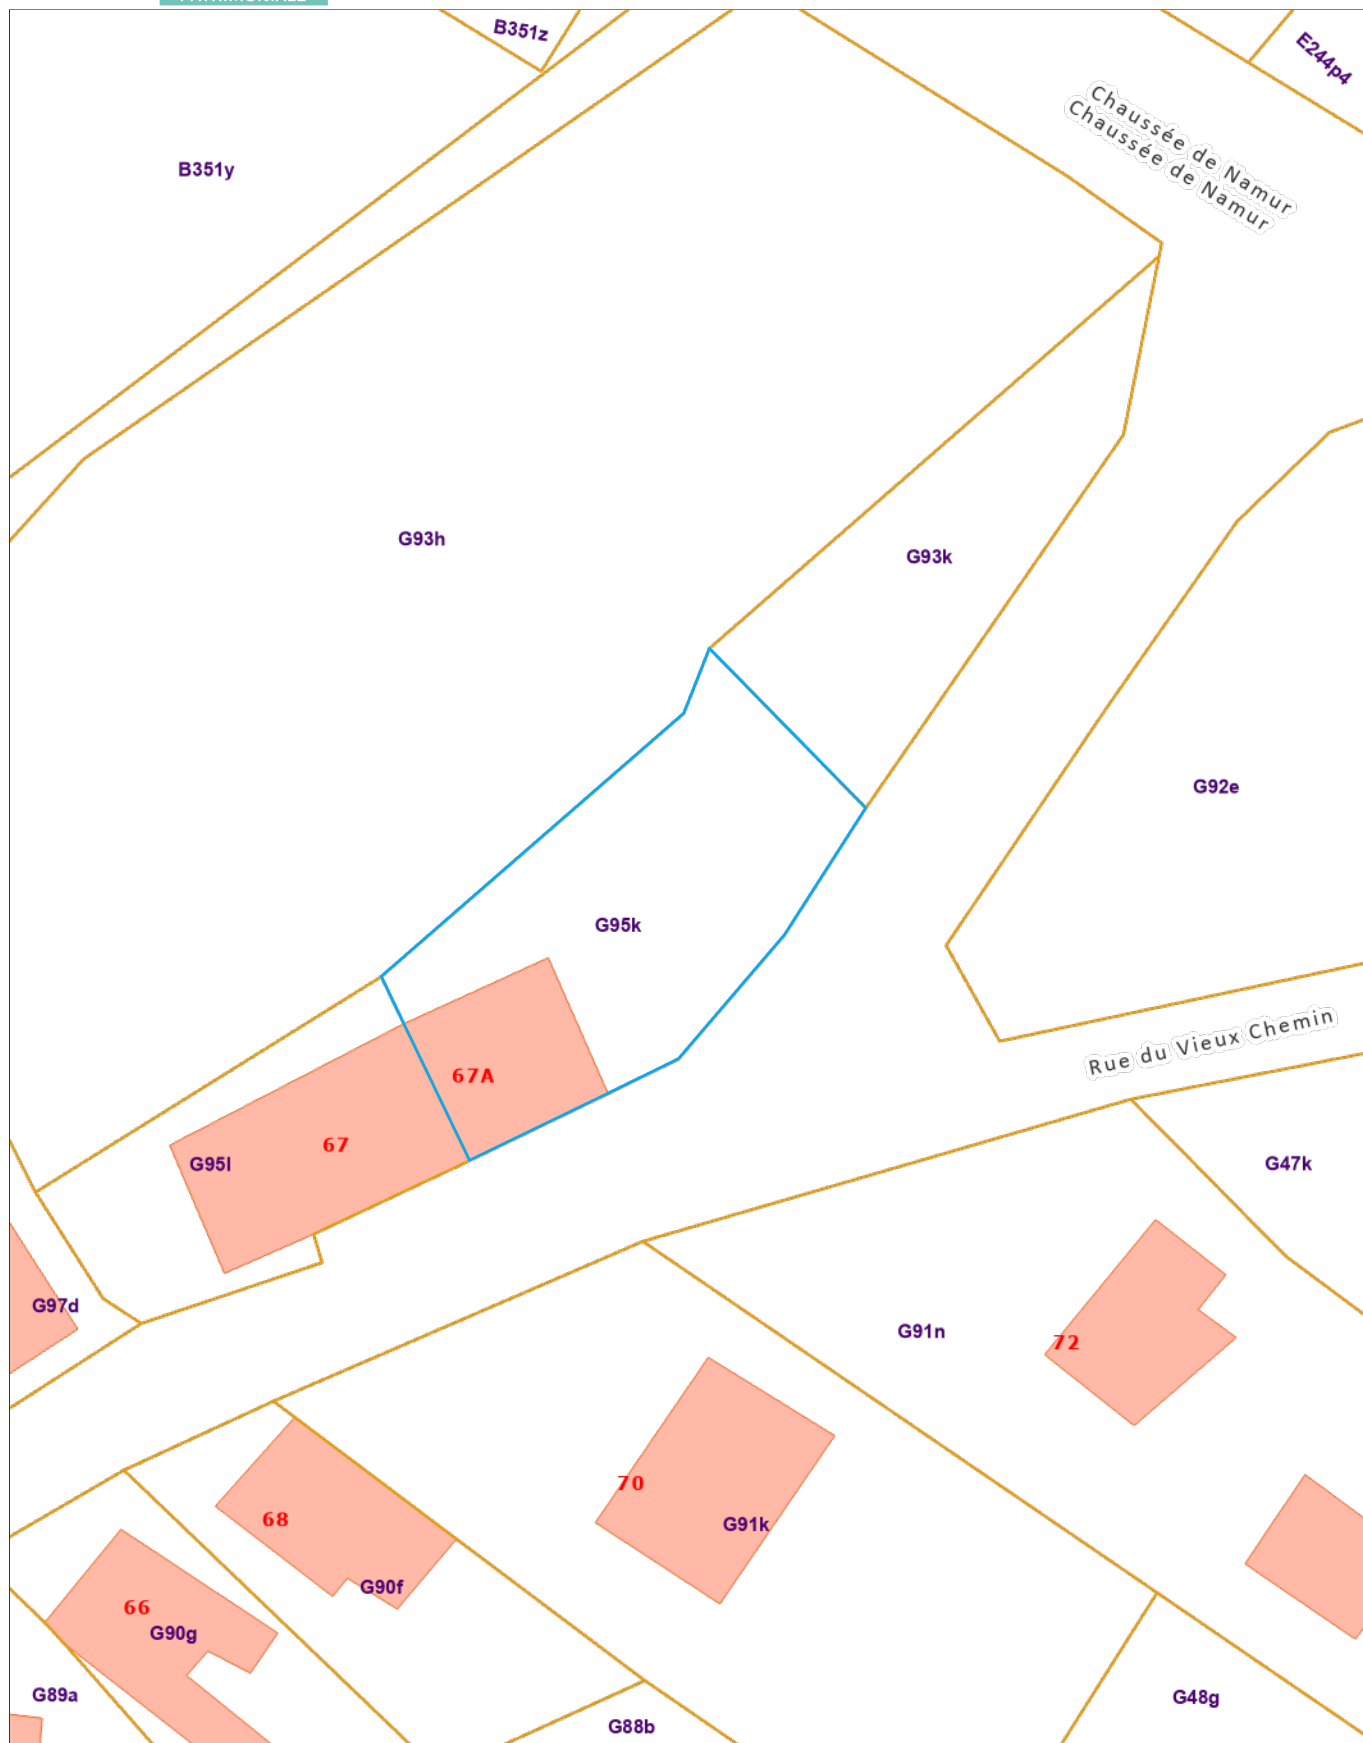 B351z
E244p4
Chaussée de Namur
Chaussée de Namur
B351y
G93h
G93k
G92e
G95k
Rue du Vieux Chemin
67A
67
G95l
G47k
G97d
G91n
72
70
68
G91k
G90f
66
G90g
G89a
G48g
G88b